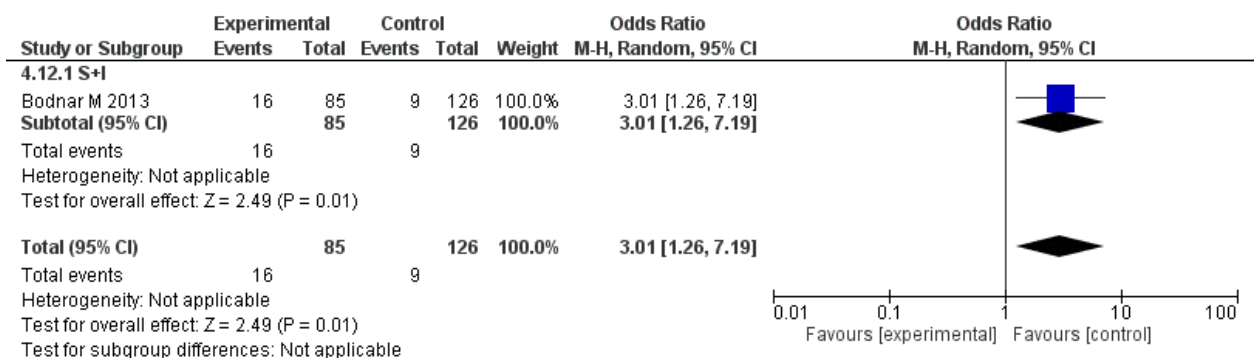 Experimental Control Odds Ratio Odds Ratio
Study or Subgroup Events Total Events Total Weight M-H, Random, 95% CI M-H, Random, 95% CI
4.12.1 S+I
Bodnar M 2013 16 85 9 126 100.0% 3.01 [1.26, 7.19]
Subtotal (95% CI) 85 126 100.0% 3.01 [1.26, 7.19]
Total events 16 9
Heterogeneity: Not applicable
Test for overall effect: Z = 2.49 (P = 0.01)
Total (95% CI) 85 126 100.0% 3.01 [1.26, 7.19]
Total events 16 9
Heterogeneity: Not applicable
Test for overall effect: Z = 2.49 (P = 0.01)
Test for subgroup differences: Not applicable
0.01 0.1 1 10 100
Favours [experimental] Favours [control]